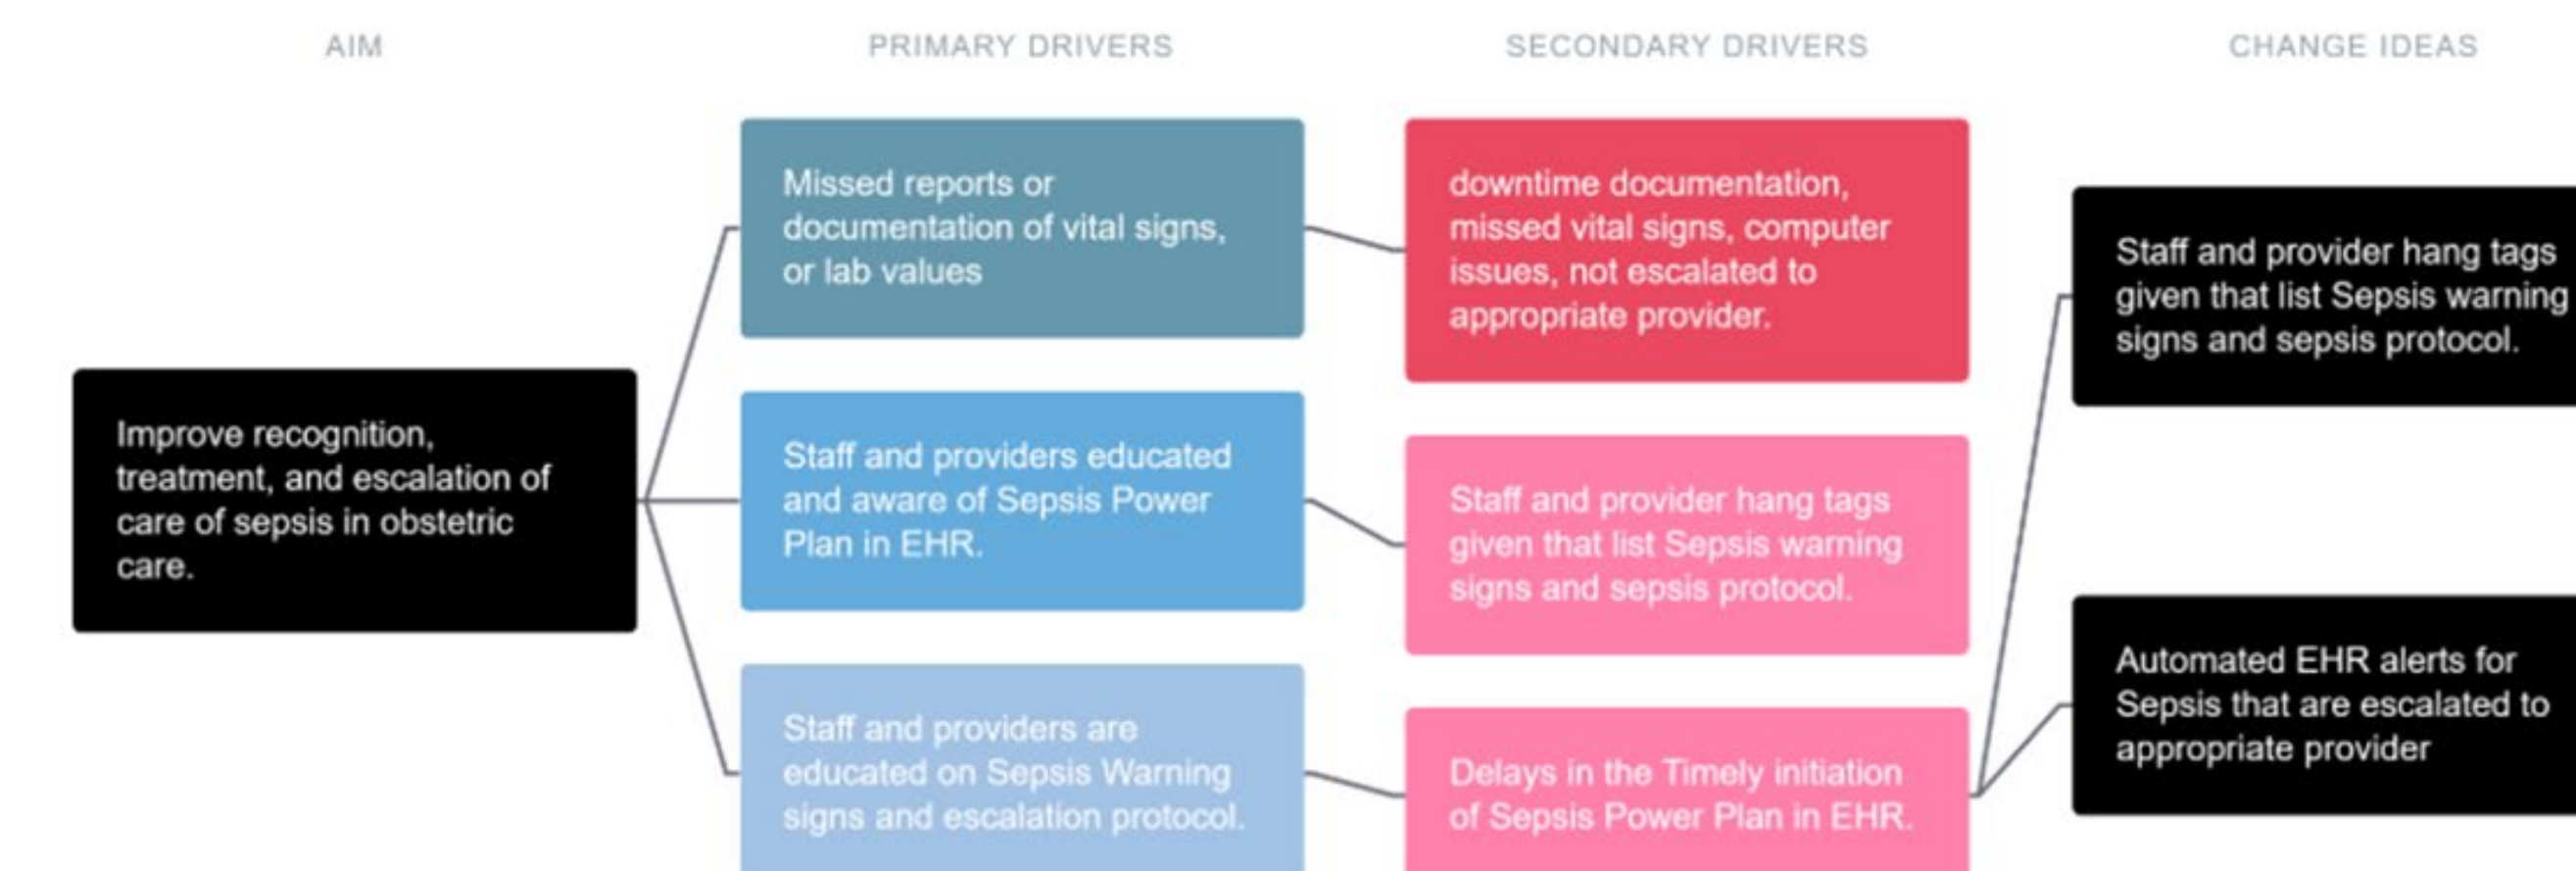 AIM
PRIMARY DRIVERS
SECONDARY DRIVERS
CHANGE IDEAS
Improve recognition,
treatment, and escalation of
care of sepsis in obstetric
care.
Missed reports or
documentation of vital signs,
or lab values
Staff and providers educated
and aware of Sepsis Power
Plan in EHR.
Staff and providers are
educated on Sepsis Warning
signs and escalation protocol.
downtime documentation,
missed vital signs, computer
issues, not escalated to
appropriate provider.
Staff and provider hang tags
given that list Sepsis warning
signs and sepsis protocol.
Delays in the Timely initiation
of Sepsis Power Plan in EHR.
Staff and provider hang tags
given that list Sepsis warning
signs and sepsis protocol.
Automated EHR alerts for
Sepsis that are escalated to
appropriate provider